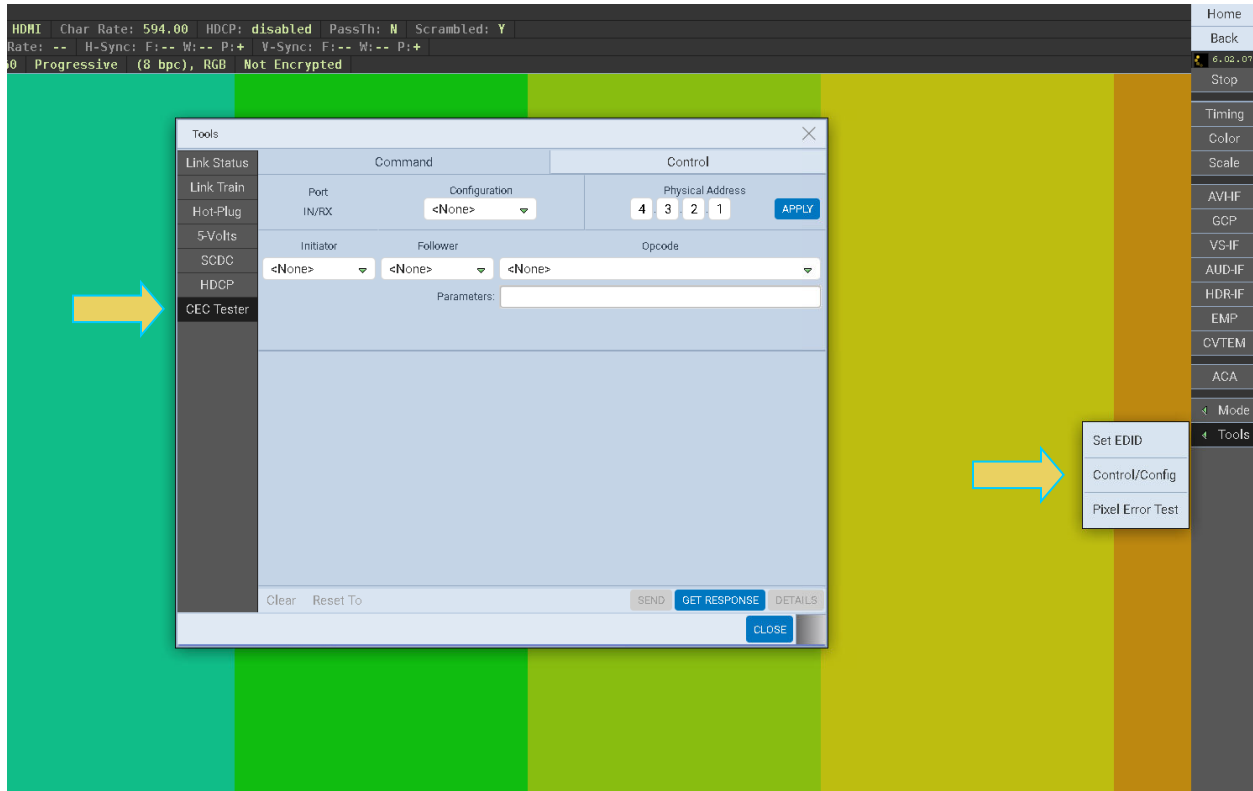 HDMI Char Rate: 594.00 HDCP: disabled PassTh: N Scrambled: Y
Rate: -- H-Sync: F:-- W:-- P:+ V-Sync: F:-- W:-- P:+
Progressive (8 bpc), RGB Not Encrypted
Home
Back
6.02.07
Stop
Timing
Color
Scale
AVI-IF
GCP
VS-IF
AUD-IF
HDR-IF
EMP
CVTEM
ACA
Mode
Tools
Tools
Link Status
Link Train
Hot-Plug
5-Volts
SCDC
HDCP
CEC Tester
Command Control
Port Configuration Physical Address
IN/RX <None> 4 . 3 . 2 . 1 APPLY
Initiator Follower Opcode
<None> <None> <None>
Parameters:
Clear Reset To SEND GET RESPONSE DETAILS
CLOSE
Set EDID
Control/Config
Pixel Error Test